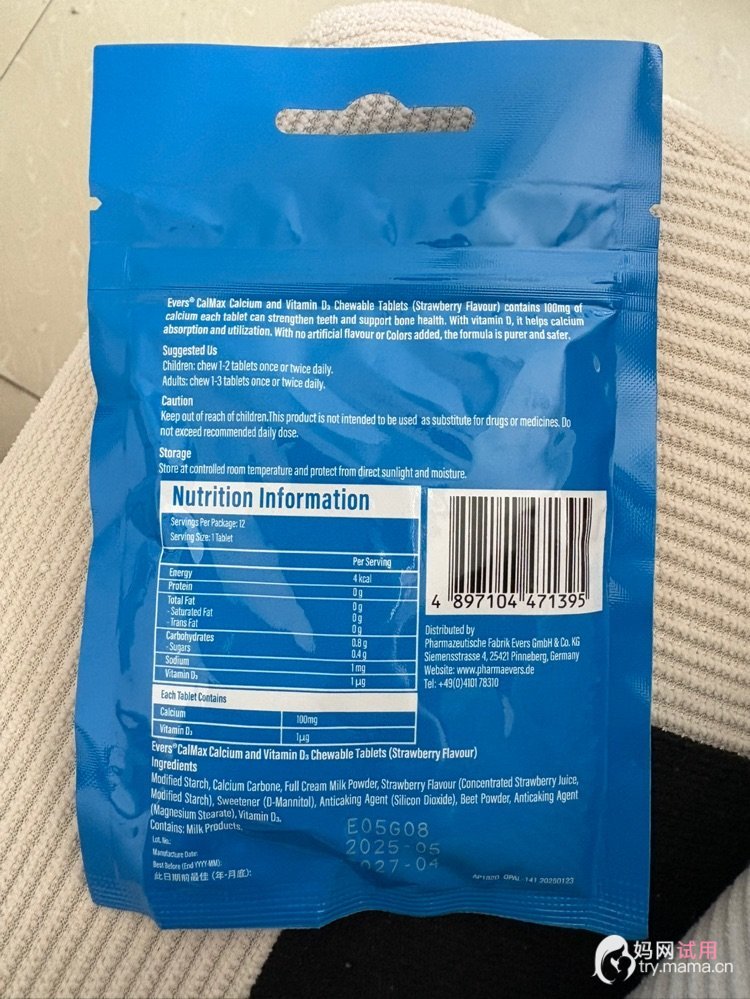 Evers® CalMax Calcium and Vitamin D₃ Chewable Tablets (Strawberry Flavour) contains 100mg of
calcium each tablet can strengthen teeth and support bone health. With vitamin D, it helps calcium
absorption and utilization. With no artificial flavour or Colors added, the formula is purer and safer.
Suggested Us
Children: chew 1-2 tablets once or twice daily.
Adults: chew 1-3 tablets once or twice daily.
Caution
Keep out of reach of children.This product is not intended to be used as substitute for drugs or medicines. Do
not exceed recommended daily dose.
Storage
Store at controlled room temperature and protect from direct sunlight and moisture.
Nutrition Information
Servings Per Package: 12
Serving Size: 1 Tablet
Per Serving
Energy 4 kcal
Protein 0 g
Total Fat 0 g
- Saturated Fat 0 g
- Trans Fat 0 g
Carbohydrates 0.8 g
- Sugars 0.4 g
Sodium 1 mg
Vitamin D₃ 1 µg
Each Tablet Contains
Calcium 100mg
Vitamin D₃ 1µg
4 897104 471395
Distributed by
Pharmazeutische Fabrik Evers GmbH & Co. KG
Siemensstrasse 4, 25421 Pinneberg, Germany
Website: www.pharmaevers.de
Tel: +49(0)4101 78310
Evers®CalMax Calcium and Vitamin D₃ Chewable Tablets (Strawberry Flavour)
Ingredients
Modified Starch, Calcium Carbone, Full Cream Milk Powder, Strawberry Flavour (Concentrated Strawberry Juice,
Modified Starch), Sweetener (D-Mannitol), Anticaking Agent (Silicon Dioxide), Beet Powder, Anticaking Agent
(Magnesium Stearate), Vitamin D₃.
Contains: Milk Products.
Lot. No.: E05G08
Manufacture Date: 2025-05
Best Before (End YYYY-MM): 2027-04
此日期前最佳 (年-月底):
妈网试用
try.mama.cn